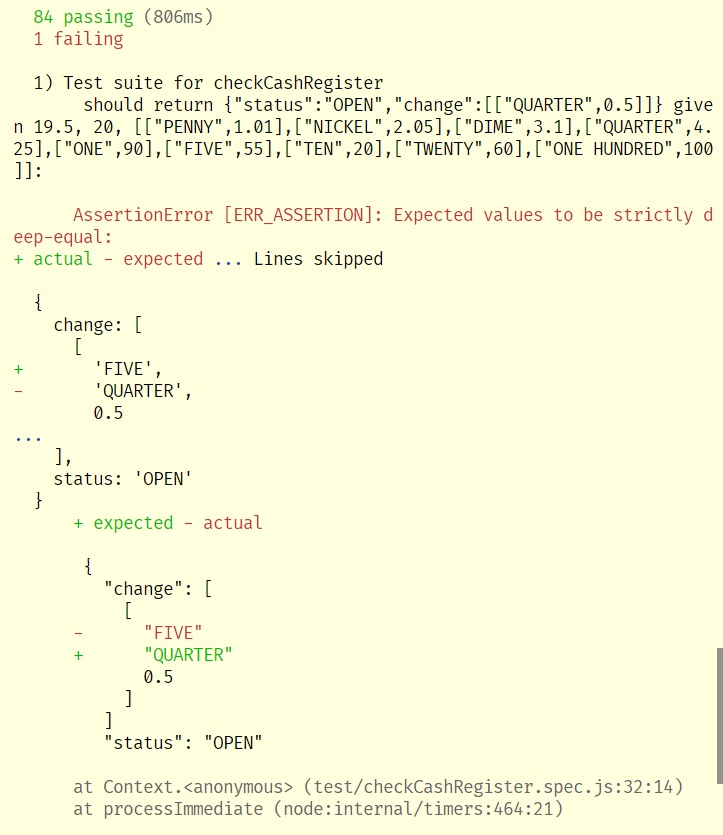 84 passing (806ms)
1 failing
1) Test suite for checkCashRegister
should return {"status":"OPEN","change":[["QUARTER",0.5]]} give
n 19.5, 20, [["PENNY",1.01],["NICKEL",2.05],["DIME",3.1],["QUARTER",4.
25],["ONE",90],["FIVE",55],["TEN",20],["TWENTY",60],["ONE HUNDRED",100
]]:
AssertionError [ERR_ASSERTION]: Expected values to be strictly d
eep-equal:
+ actual - expected ... Lines skipped
{
change: [
[
+ 'FIVE',
- 'QUARTER',
0.5
...
],
status: 'OPEN'
}
+ expected - actual
{
"change": [
[
- "FIVE"
+ "QUARTER"
0.5
]
]
"status": "OPEN"
at Context.<anonymous> (test/checkCashRegister.spec.js:32:14)
at processImmediate (node:internal/timers:464:21)